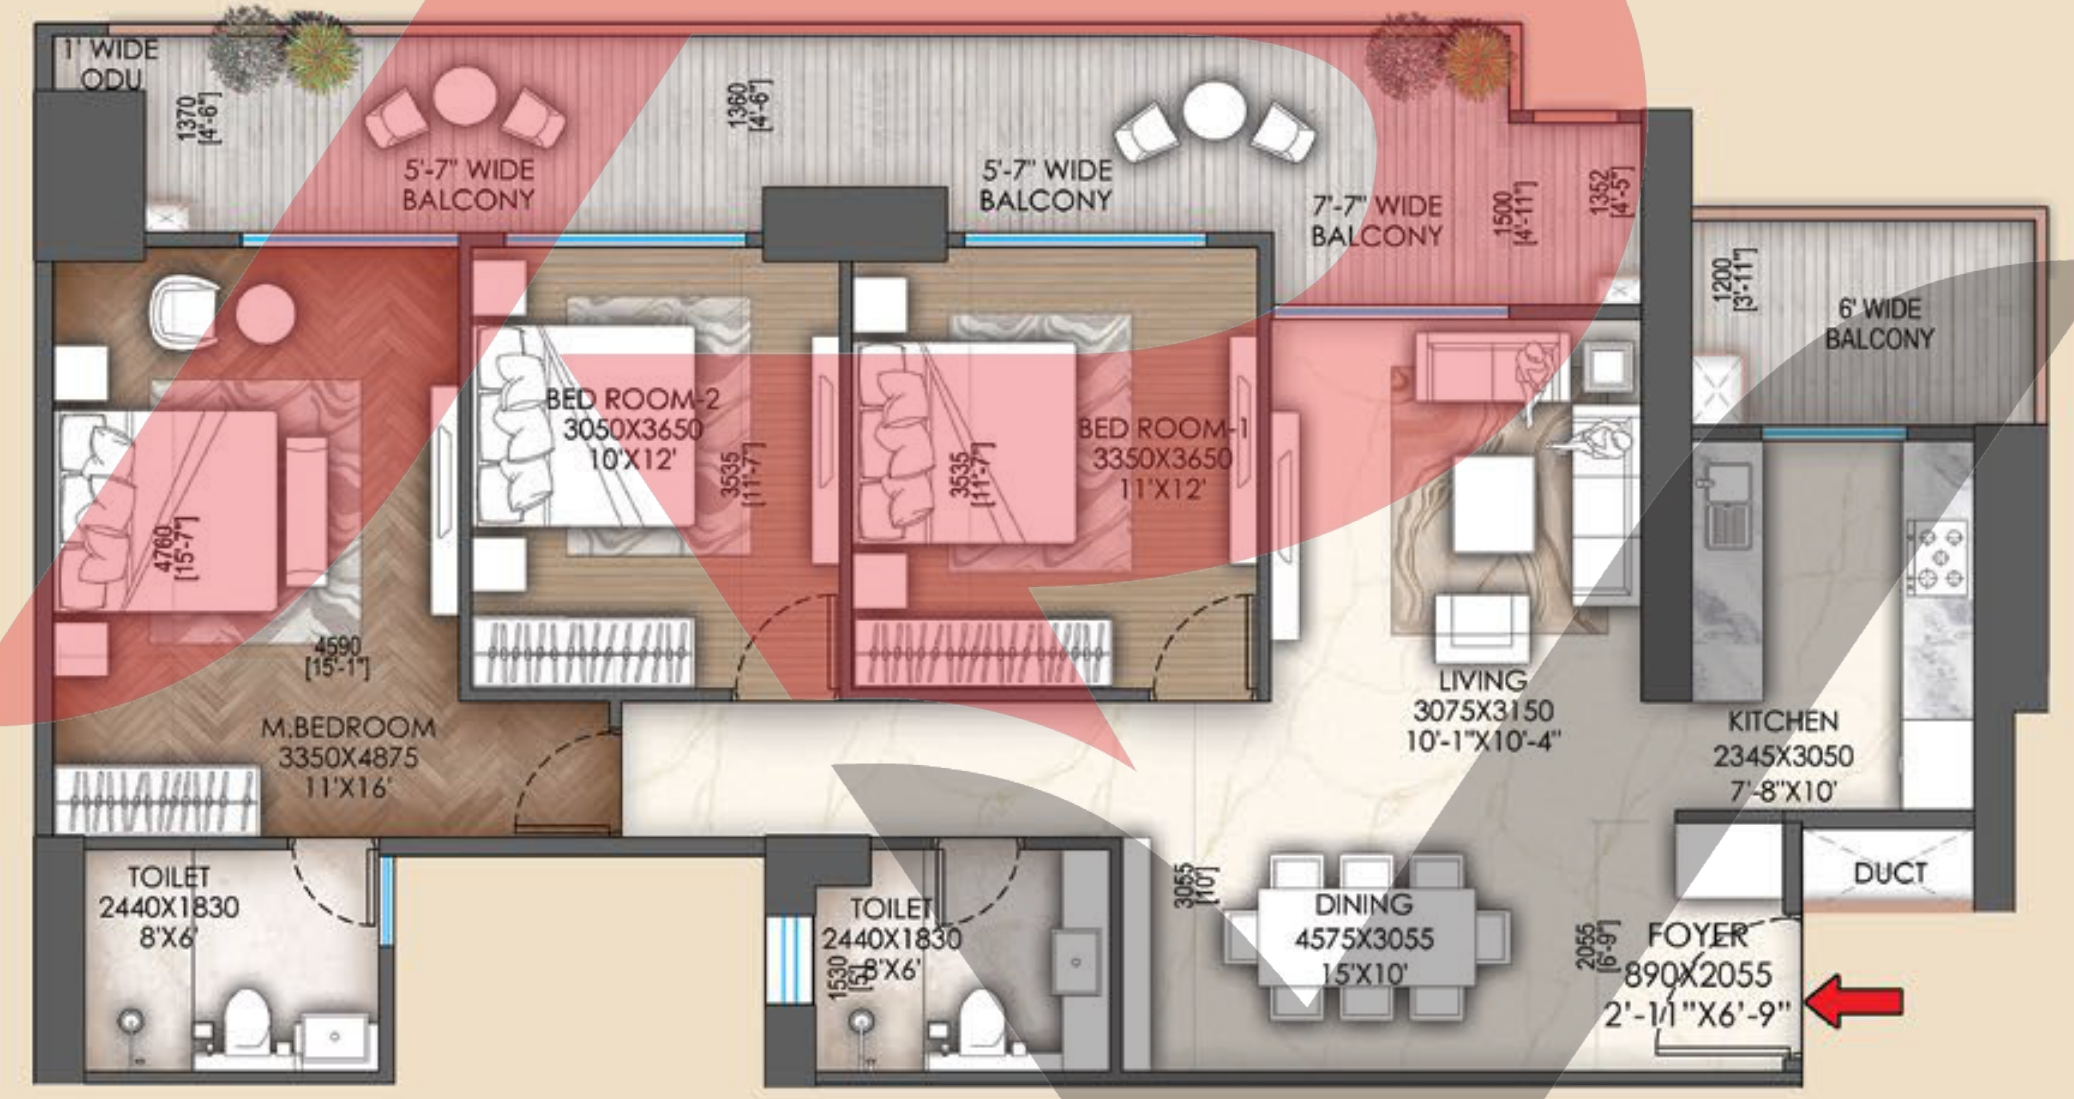 1' WIDE
ODU
1370
[4'-6"]
5'-7" WIDE
BALCONY
1360
[4'-6"]
5'-7" WIDE
BALCONY
7'-7" WIDE
BALCONY
1500
[4'-11"]
1352
[4'-5"]
1200
[3'-11"]
6' WIDE
BALCONY
BED ROOM-2
3050X3650
10'X12'
3535
[11'-7"]
3535
[11'-7"]
BED ROOM-1
3350X3650
11'X12'
4760
[15'-7"]
4590
[15'-1"]
M.BEDROOM
3350X4875
11'X16'
LIVING
3075X3150
10'-1"X10'-4"
KITCHEN
2345X3050
7'-8"X10'
TOILET
2440X1830
8'X6'
TOILET
2440X1830
8'X6'
1530
[5']
3055
[10']
DINING
4575X3055
15'X10'
2055
[6'-9"]
FOYER
890X2055
2'-11"X6'-9"
DUCT